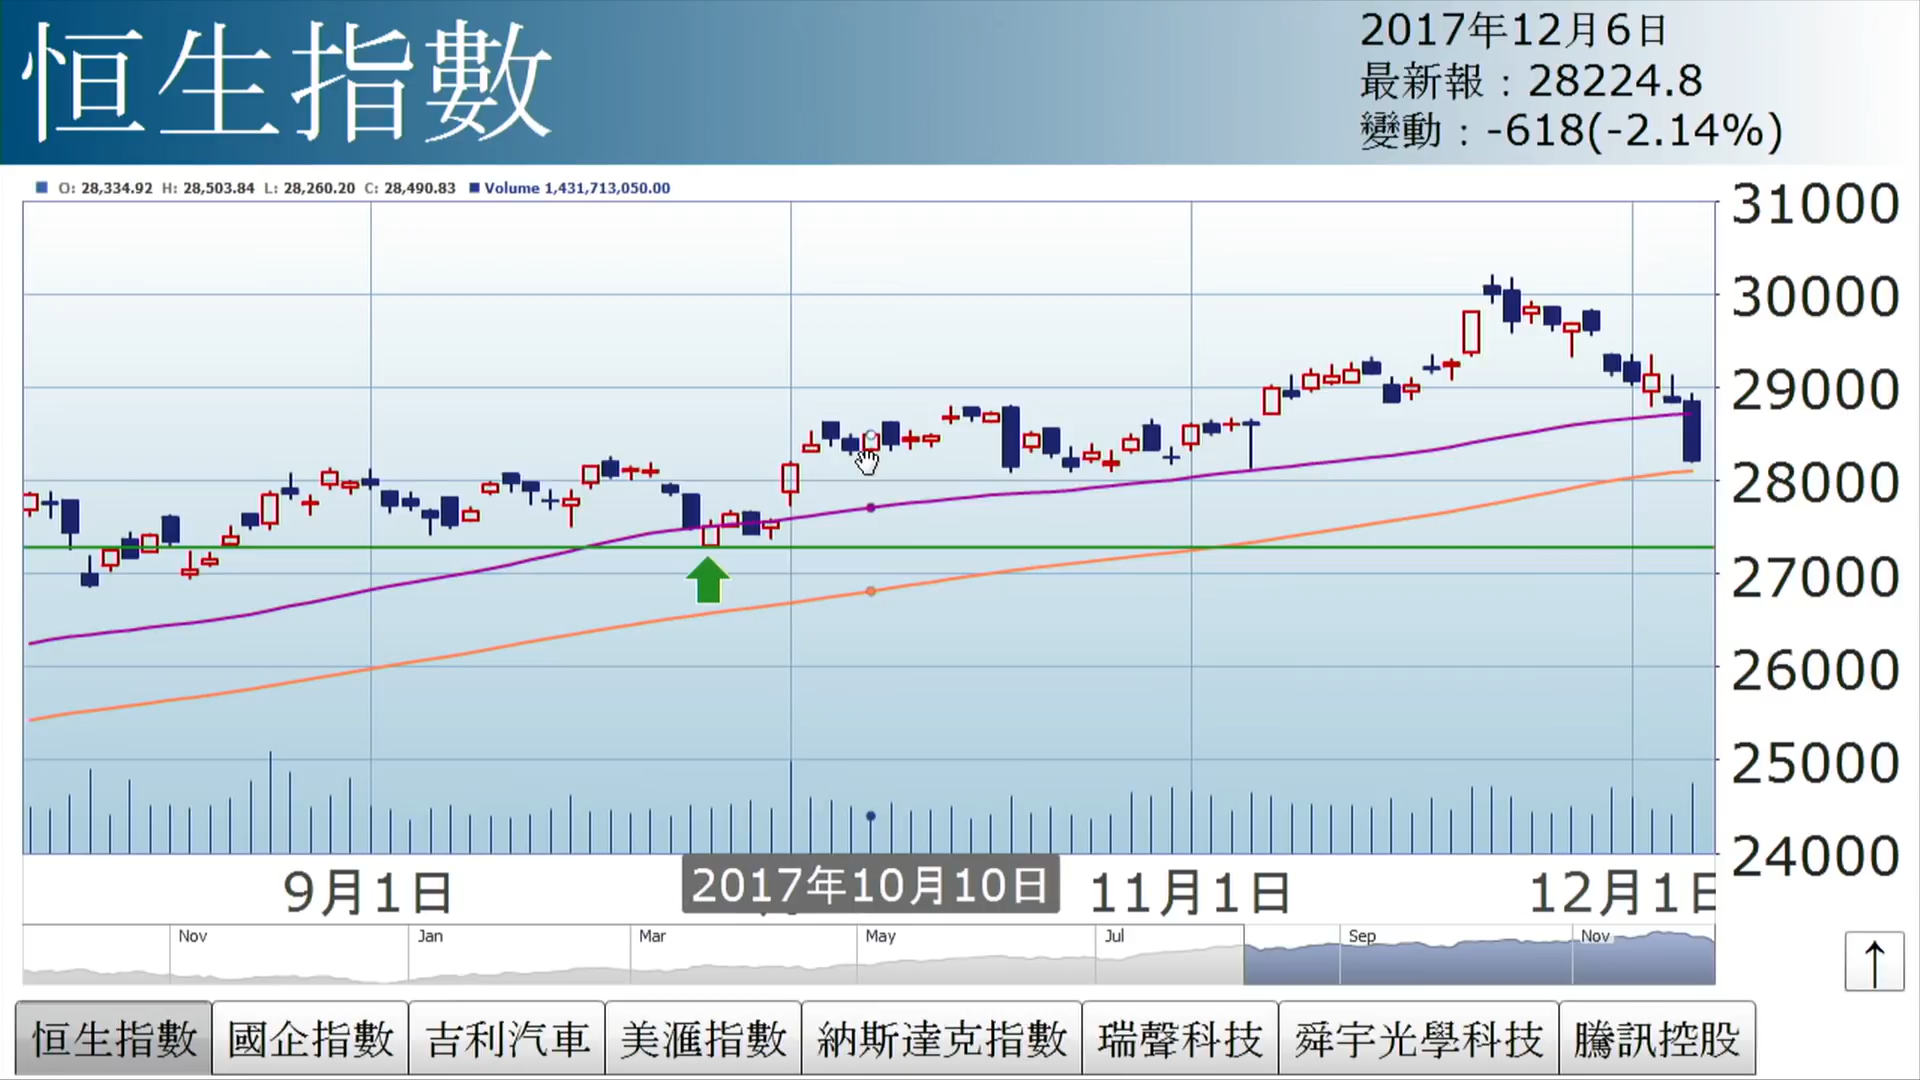 恒生指數
2017年12月6日
最新報：28224.8
變動：-618(-2.14%)
O: 28,334.92 H: 28,503.84 L: 28,260.20 C: 28,490.83 Volume 1,431,713,050.00
31000
30000
29000
28000
27000
26000
25000
24000
9月1日 2017年10月10日 11月1日 12月1日
Nov Jan Mar May Jul Sep Nov
恒生指數 國企指數 吉利汽車 美滙指數 納斯達克指數 瑞聲科技 舜宇光學科技 騰訊控股